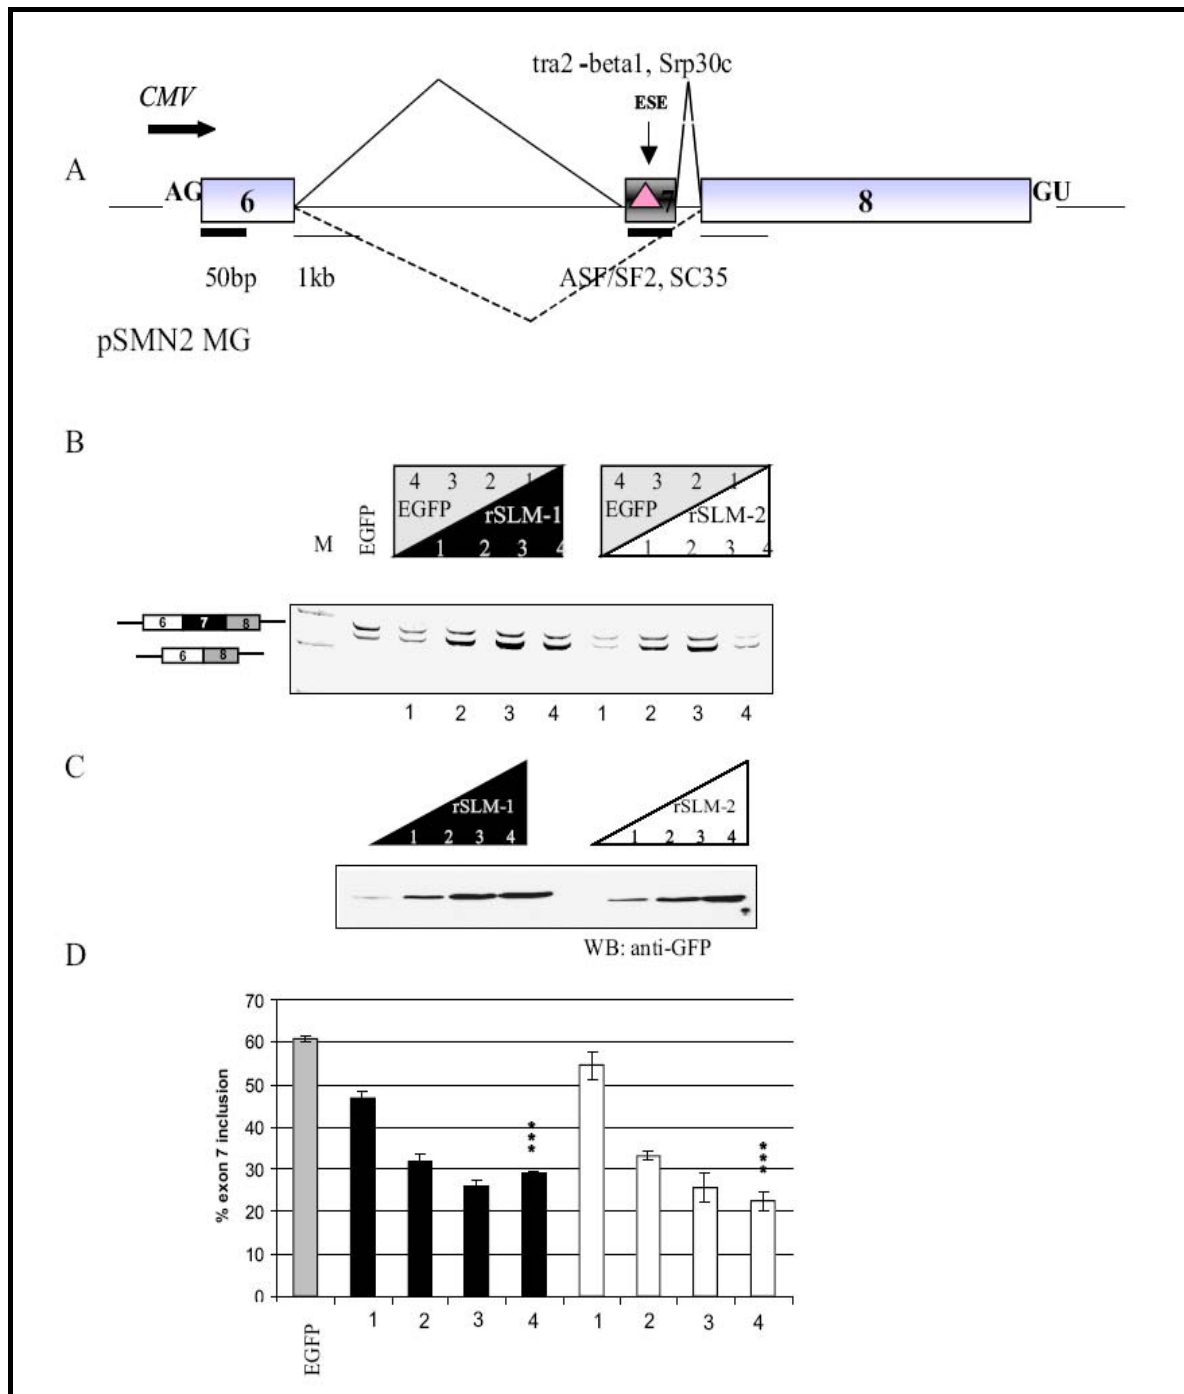 tra2 -beta1, Srp30c
CMV
ESE
A
AG
6
7
8
GU
50bp
1kb
ASF/SF2, SC35
pSMN2 MG
B
4 3 2 1
4 3 2 1
EGFP
EGFP
rSLM-1
EGFP
rSLM-2
M
1 2 3 4
1 2 3 4
6 7 8
6 8
1 2 3 4 1 2 3 4
C
rSLM-1
rSLM-2
1 2 3 4
1 2 3 4
WB: anti-GFP
D
% exon 7 inclusion
70
60
50
40
30
20
10
0
***
***
EGFP
1 2 3 4 1 2 3 4